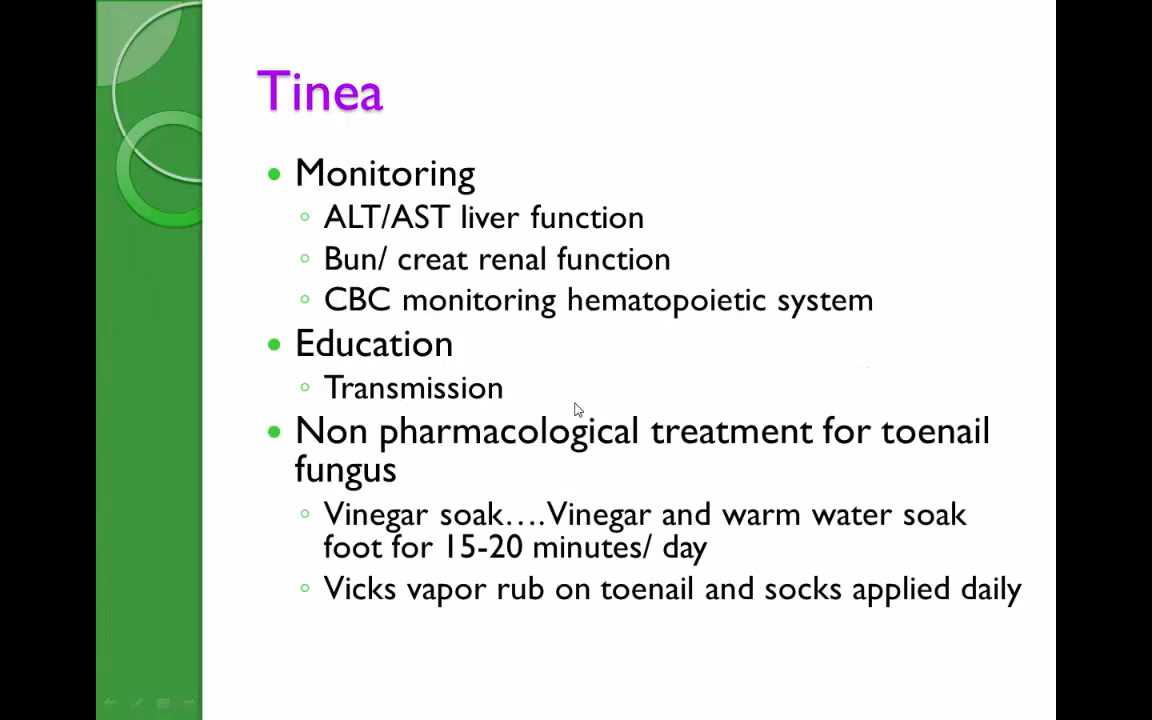 Tinea
Monitoring
ALT/AST liver function
Bun/ creat renal function
CBC monitoring hematopoietic system
Education
Transmission
Non pharmacological treatment for toenail
fungus
Vinegar soak….Vinegar and warm water soak
foot for 15-20 minutes/ day
Vicks vapor rub on toenail and socks applied daily